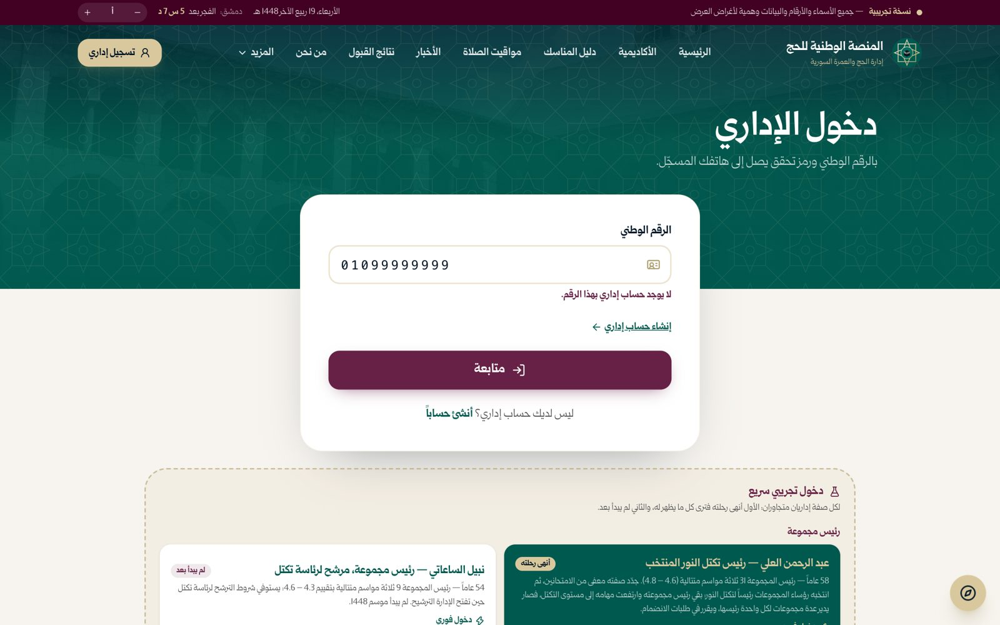 نسخة تجريبية — جميع الأسماء والأرقام والبيانات وهمية لأغراض العرض
الأربعاء، 19 ربيع الآخر 1448 هـ دمشق: الفجر بعد 5 س 7 د
− أ +
المنصة الوطنية للحج
إدارة الحج والعمرة السورية
الرئيسية الأكاديمية دليل المناسك مواقيت الصلاة الأخبار نتائج القبول من نحن المزيد
تسجيل إداري
دخول الإداري
بالرقم الوطني ورمز تحقق يصل إلى هاتفك المسجّل.
الرقم الوطني
01099999999
لا يوجد حساب إداري بهذا الرقم.
إنشاء حساب إداري ←
متابعة
ليس لديك حساب إداري؟ أنشئ حساباً
دخول تجريبي سريع
لكل صفة إداريان متجاوران: الأول أنهى رحلته فترى كل ما يظهر له، والثاني لم يبدأ بعد.
رئيس مجموعة
عبد الرحمن العلي — رئيس تكتل النور المنتخب
أنهى رحلته
58 عاماً — رئيس المجموعة 31 ثلاثة مواسم متتالية (4.6 – 4.8). جدّد صفته معفى من الامتحانين، ثم
انتخبه رؤساء المجموعات رئيساً لتكتل النور: بقي رئيس مجموعته وارتفعت مهامه إلى مستوى التكتل، فصار
يدير عدة مجموعات لكل واحدة رئيسها، ويقرر في طلبات الانضمام.
نبيل الساعاتي — رئيس مجموعة، مرشح لرئاسة تكتل
لم يبدأ بعد
54 عاماً — رئيس المجموعة 9 ثلاثة مواسم متتالية بتقييم 4.3 – 4.6: يستوفي شروط الترشح لرئاسة تكتل
حين تفتح الإدارة الترشيح. لم يبدأ موسم 1448.
دخول فوري